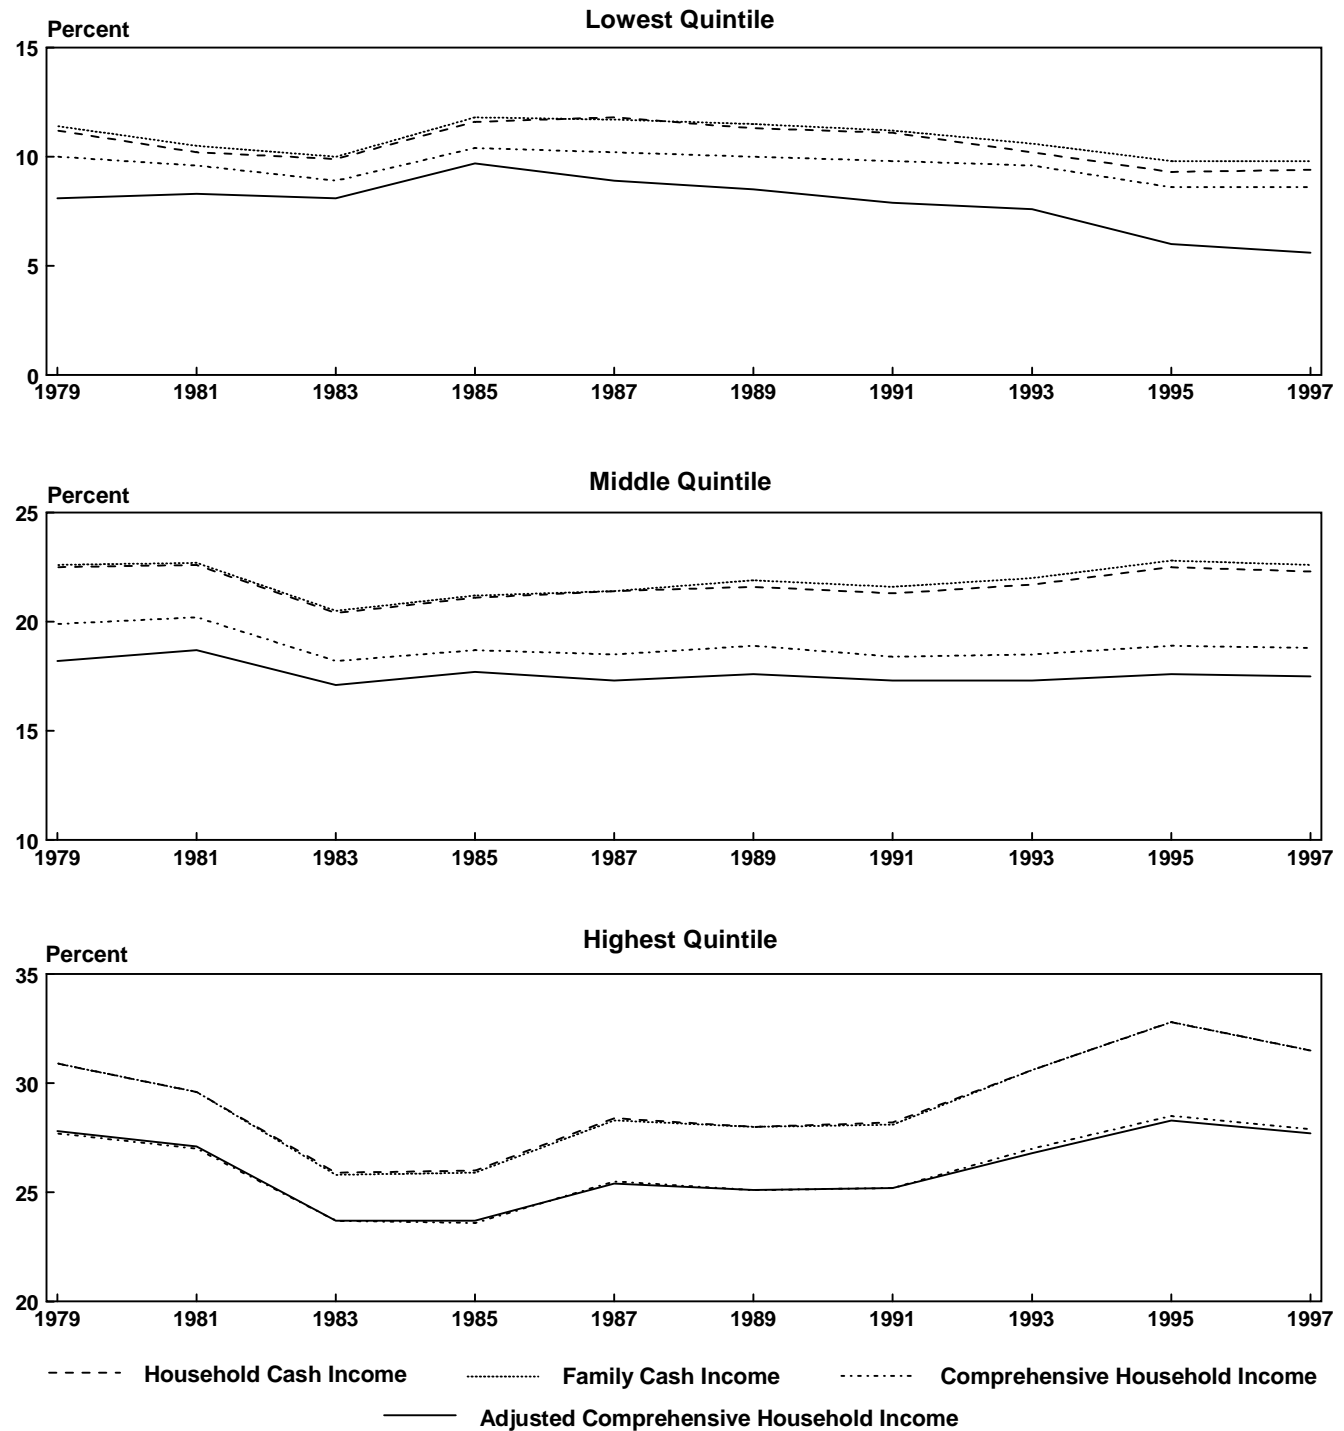 Lowest Quintile
Percent
15
10
5
0
1979 1981 1983 1985 1987 1989 1991 1993 1995 1997
Middle Quintile
Percent
25
20
15
10
1979 1981 1983 1985 1987 1989 1991 1993 1995 1997
Highest Quintile
Percent
35
30
25
20
1979 1981 1983 1985 1987 1989 1991 1993 1995 1997
Household Cash Income Family Cash Income Comprehensive Household Income
Adjusted Comprehensive Household Income